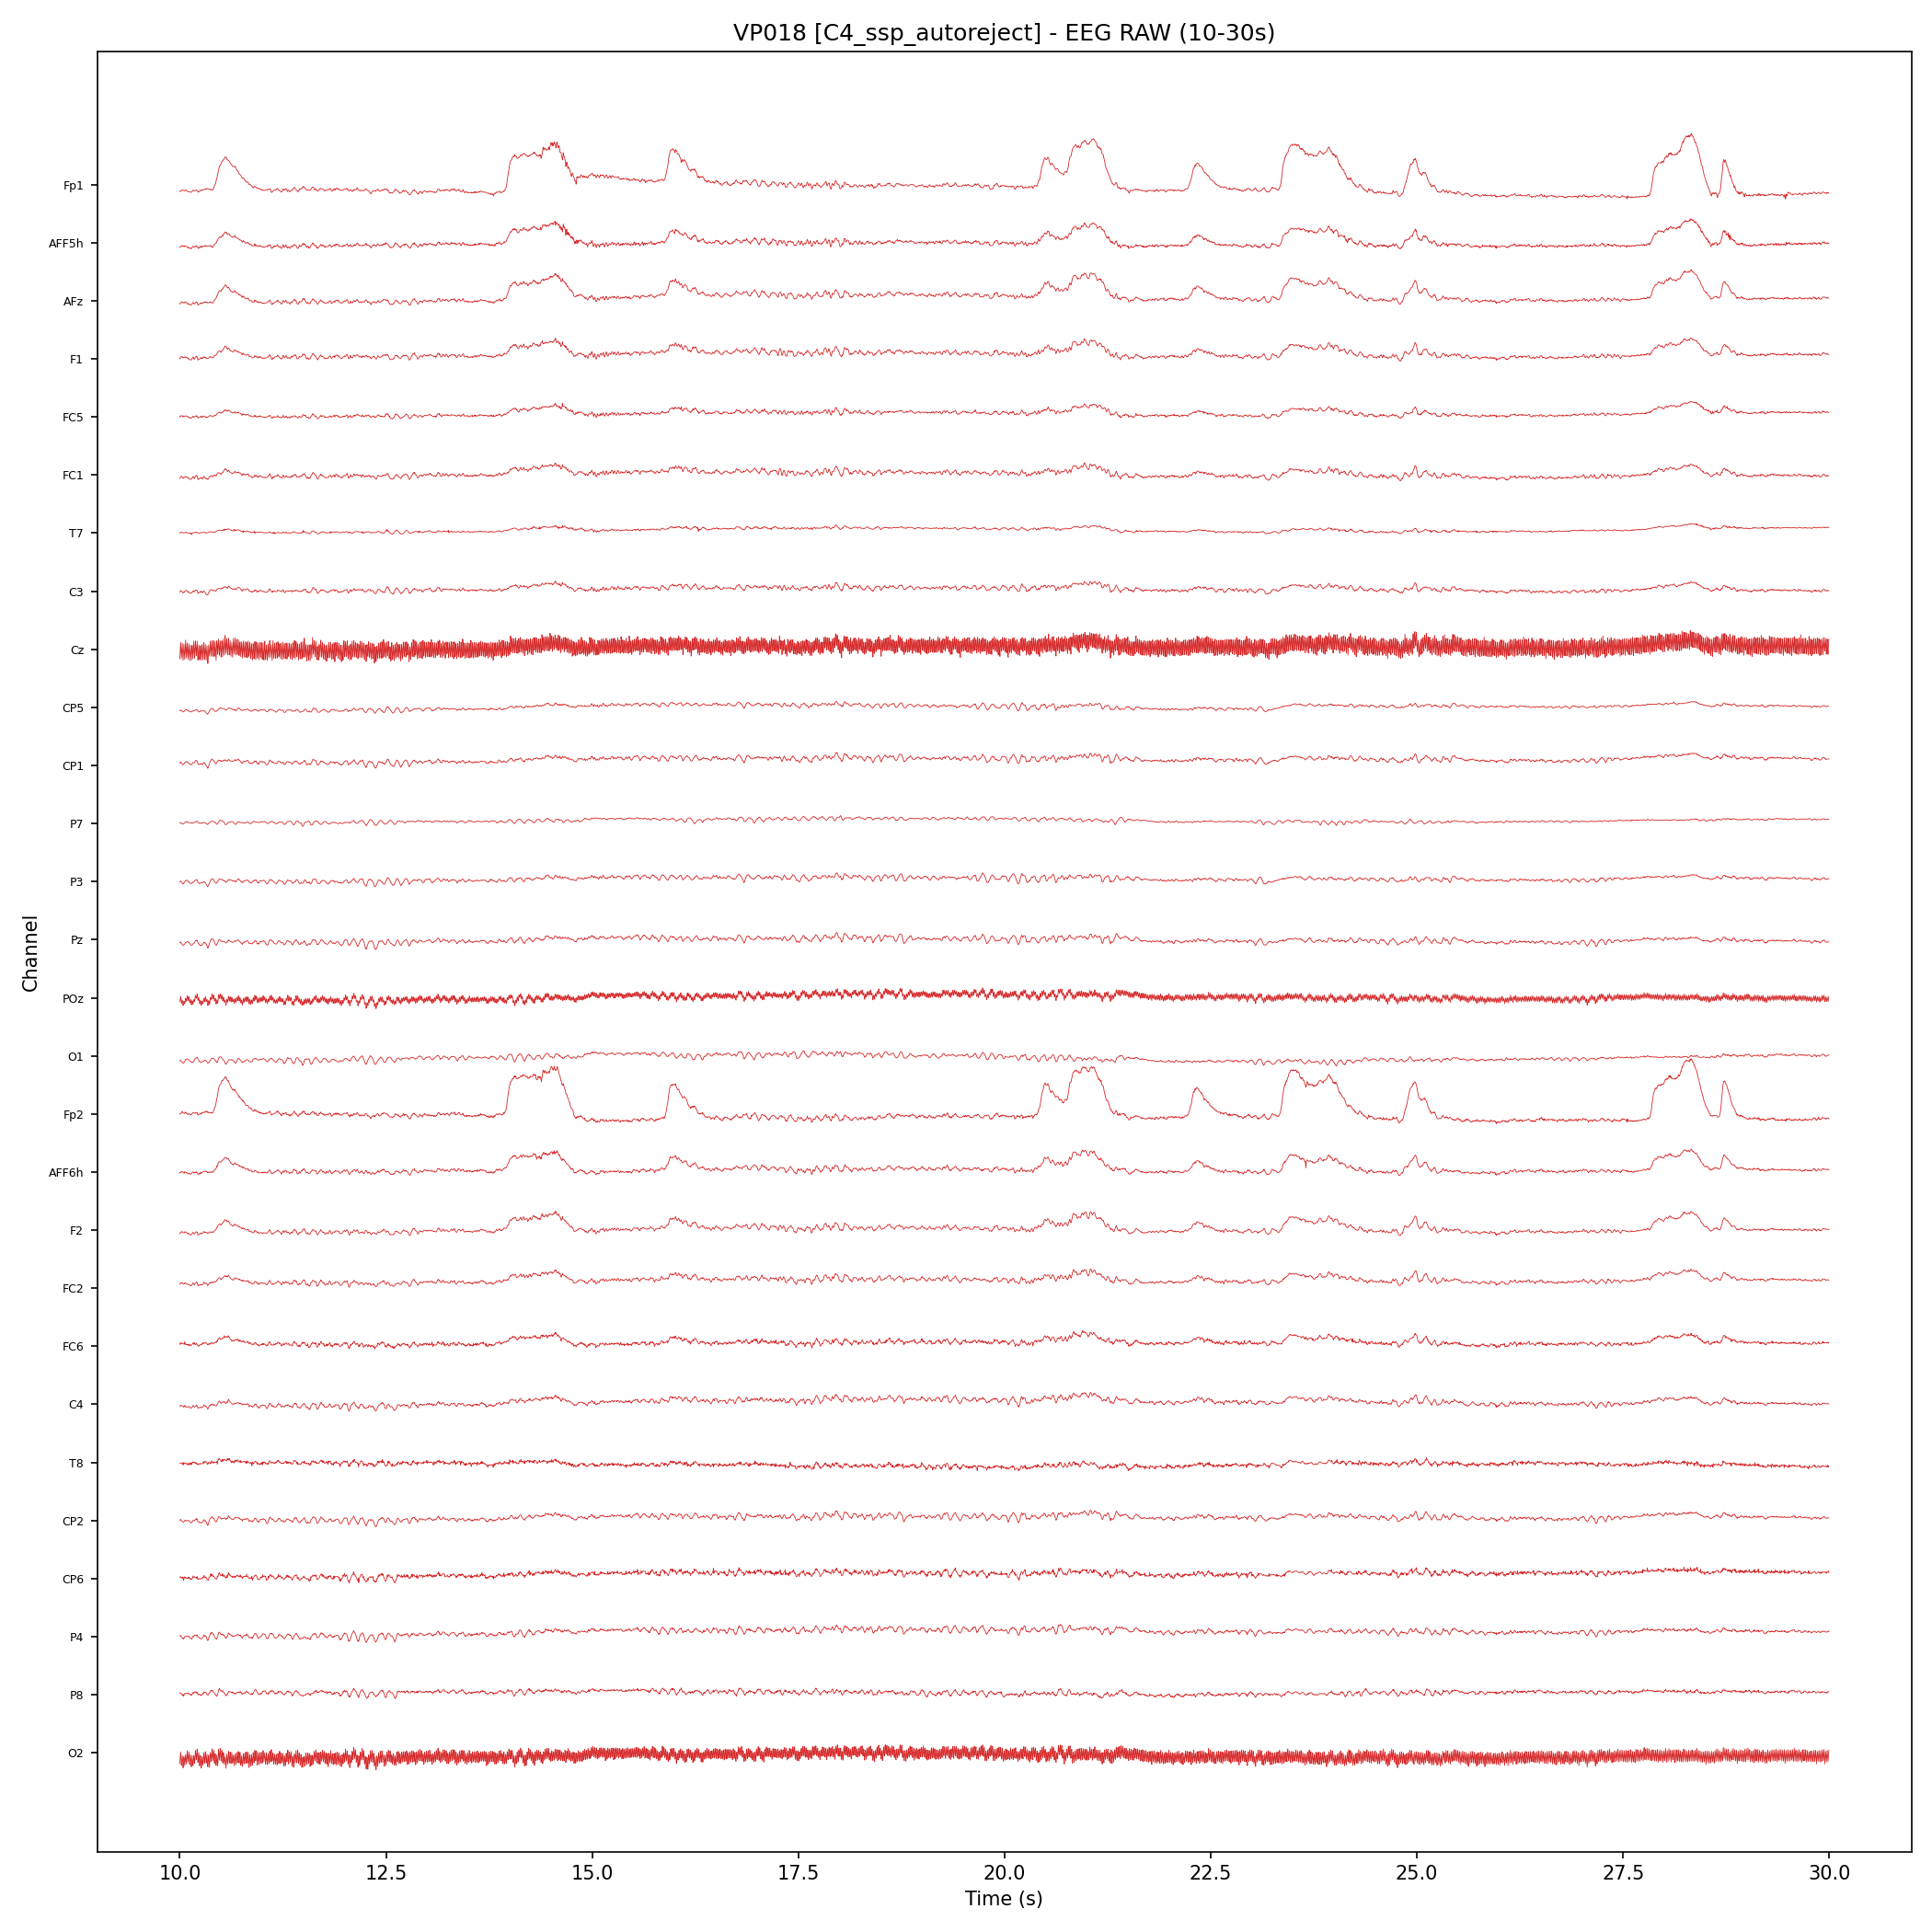 VP018 [C4_ssp_autoreject] - EEG RAW (10-30s)
Channel
Fp1
AFF5h
AFz
F1
FC5
FC1
T7
C3
Cz
CP5
CP1
P7
P3
Pz
POz
O1
Fp2
AFF6h
F2
FC2
FC6
C4
T8
CP2
CP6
P4
P8
O2
10.0 12.5 15.0 17.5 20.0 22.5 25.0 27.5 30.0
Time (s)